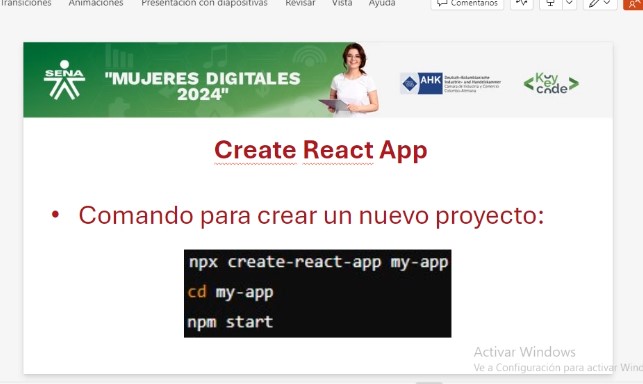 Transiciones Animaciones Presentación con diapositivas Revisar Vista Ayuda Comentarios
SENA
"MUJERES DIGITALES
2024"
AHK
Deutsch-Kolumbianische
Industrie- und Handelskammer
Cámara de Industria y Comercio
Colombo-Alemana
Create React App
• Comando para crear un nuevo proyecto:
npx create-react-app my-app
cd my-app
npm start
Activar Windows
Ve a Configuración para activar Wind